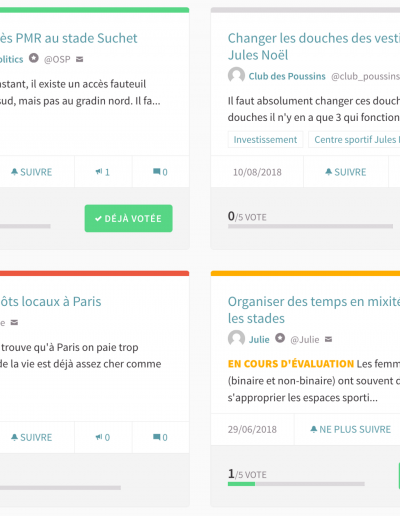 ès PMR au stade Suchet
olitics @OSP
nstant, il existe un accès fauteuil
sud, mais pas au gradin nord. Il fa...
SUIVRE 1 0
DÉJÀ VOTÉE
Changer les douches des vesti
Jules Noël
Club des Poussins @club_poussins
Il faut absolument changer ces douch
douches il n'y en a que 3 qui fonction
Investissement Centre sportif Jules
10/08/2018 SUIVRE
0/5 VOTE
ôts locaux à Paris
e
trouve qu'à Paris on paie trop
de la vie est déjà assez cher comme
SUIVRE 0 0
Organiser des temps en mixite
les stades
Julie @Julie
EN COURS D'ÉVALUATION Les femm
(binaire et non-binaire) ont souvent d
s'approprier les espaces sporti...
29/06/2018 NE PLUS SUIVRE
1/5 VOTE